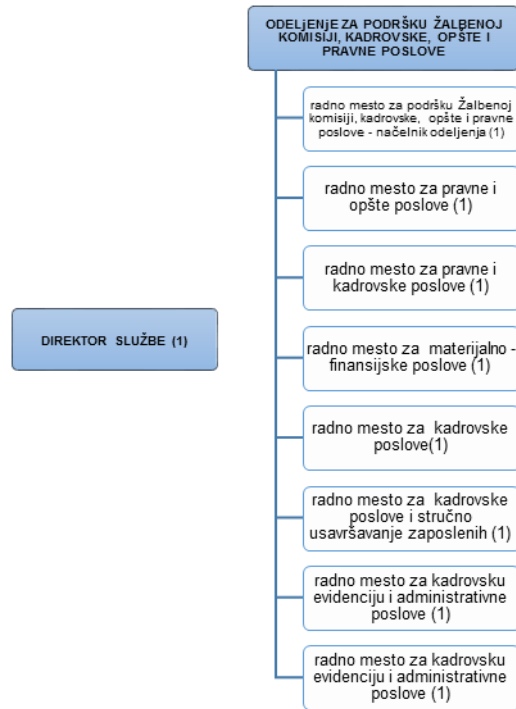 ODELjENjE ZA PODRŠKU ŽALBENOJ
KOMISIJI, KADROVSKE, OPŠTE I
PRAVNE POSLOVE
radno mesto za podršku Žalbenoj
komisiji, kadrovske, opšte i pravne
poslove - načelnik odeljenja (1)
radno mesto za pravne i
opšte poslove (1)
radno mesto za pravne i
kadrovske poslove (1)
DIREKTOR SLUŽBE (1)
radno mesto za materijalno -
finansijske poslove (1)
radno mesto za kadrovske
poslove(1)
radno mesto za kadrovske
poslove i stručno
usavršavanje zaposlenih (1)
radno mesto za kadrovsku
evidenciju i administrativne
poslove (1)
radno mesto za kadrovsku
evidenciju i administrativne
poslove (1)